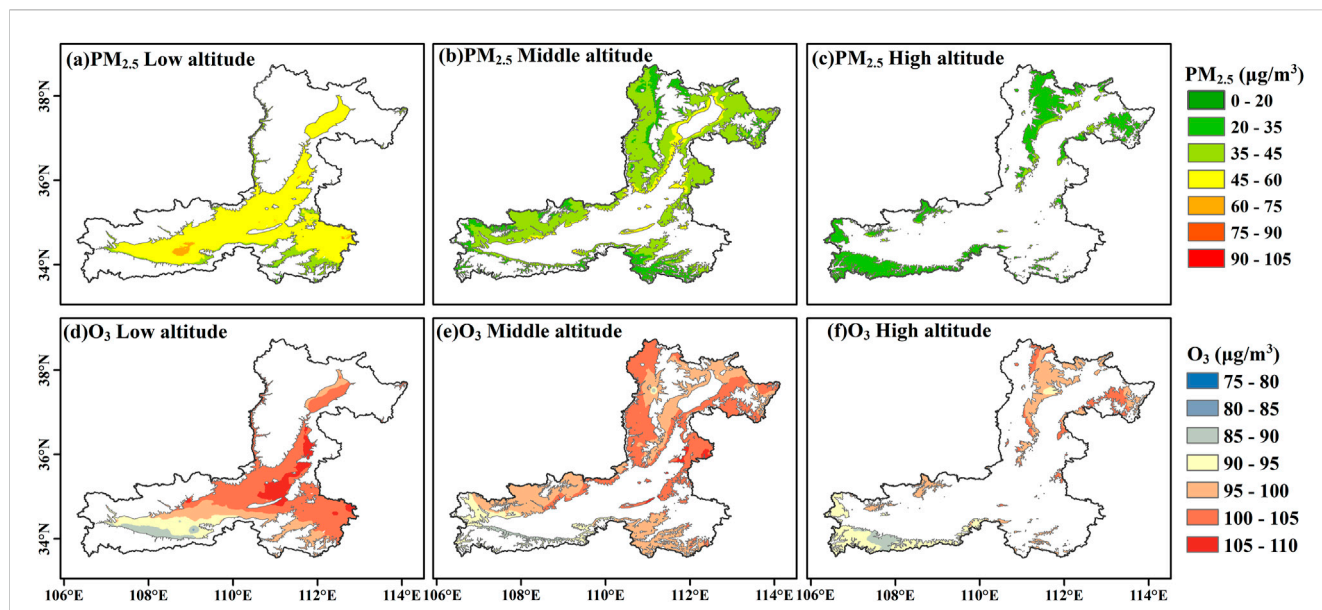 (a)PM2.5 Low altitude
(b)PM2.5 Middle altitude
(c)PM2.5 High altitude
38°N
36°N
34°N
PM2.5 (μg/m³)
0 - 20
20 - 35
35 - 45
45 - 60
60 - 75
75 - 90
90 - 105
(d)O3 Low altitude
(e)O3 Middle altitude
(f)O3 High altitude
38°N
36°N
34°N
O3 (μg/m³)
75 - 80
80 - 85
85 - 90
90 - 95
95 - 100
100 - 105
105 - 110
106°E 108°E 110°E 112°E 114°E 106°E 108°E 110°E 112°E 114°E 106°E 108°E 110°E 112°E 114°E